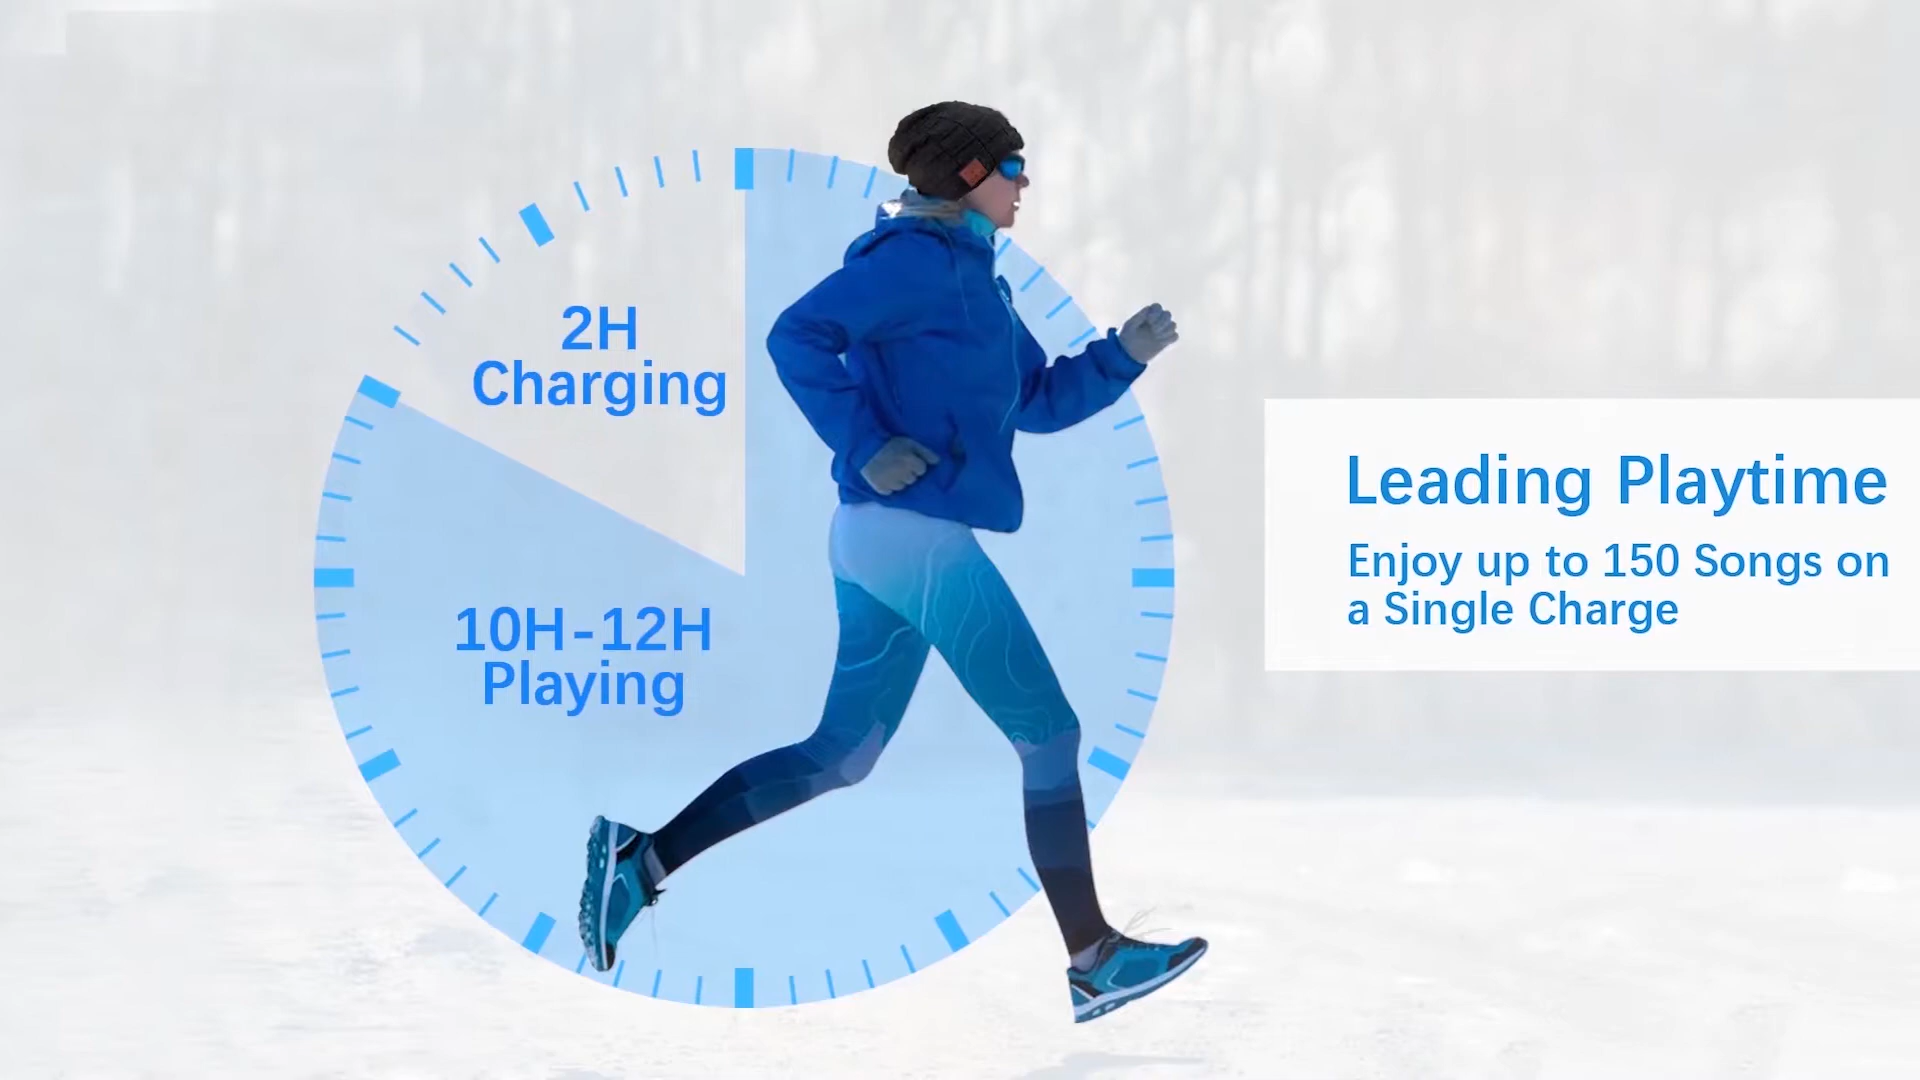 2H
Charging
10H-12H
Playing
Leading Playtime
Enjoy up to 150 Songs on
a Single Charge